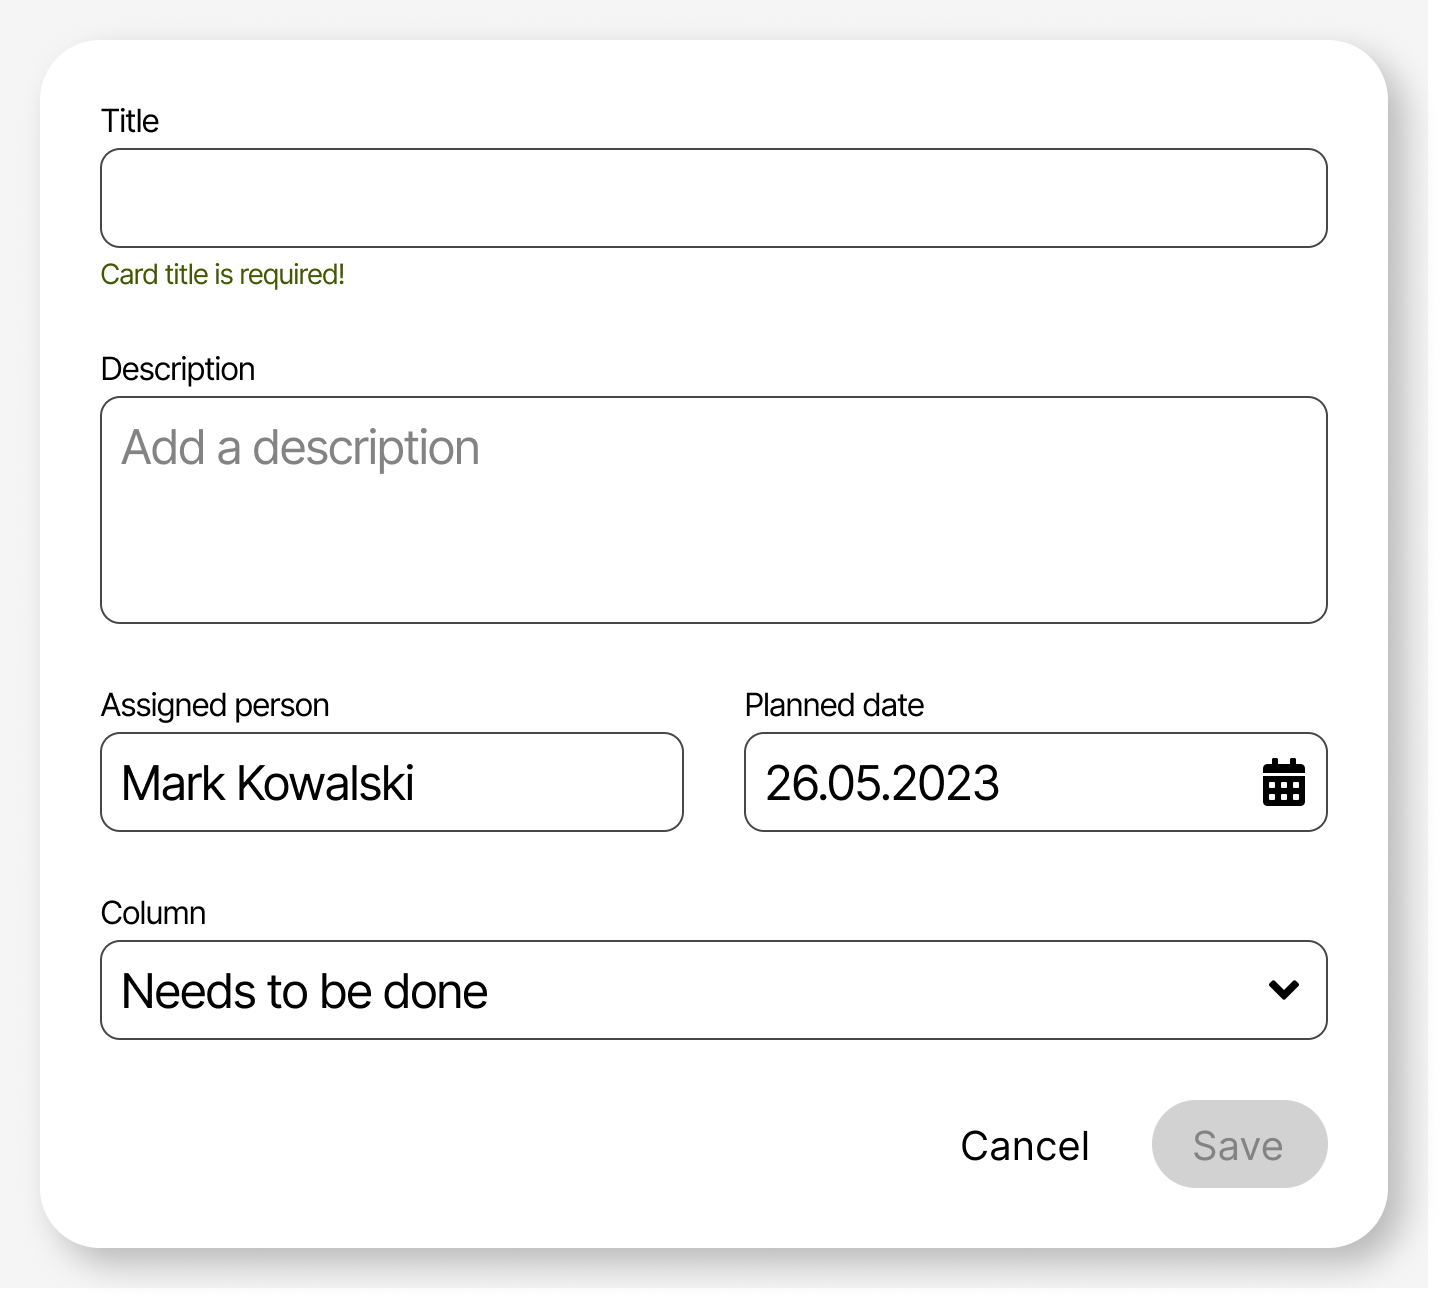 Title
Card title is required!
Description
Add a description
Assigned person
Mark Kowalski
Planned date
26.05.2023
Column
Needs to be done
Cancel
Save